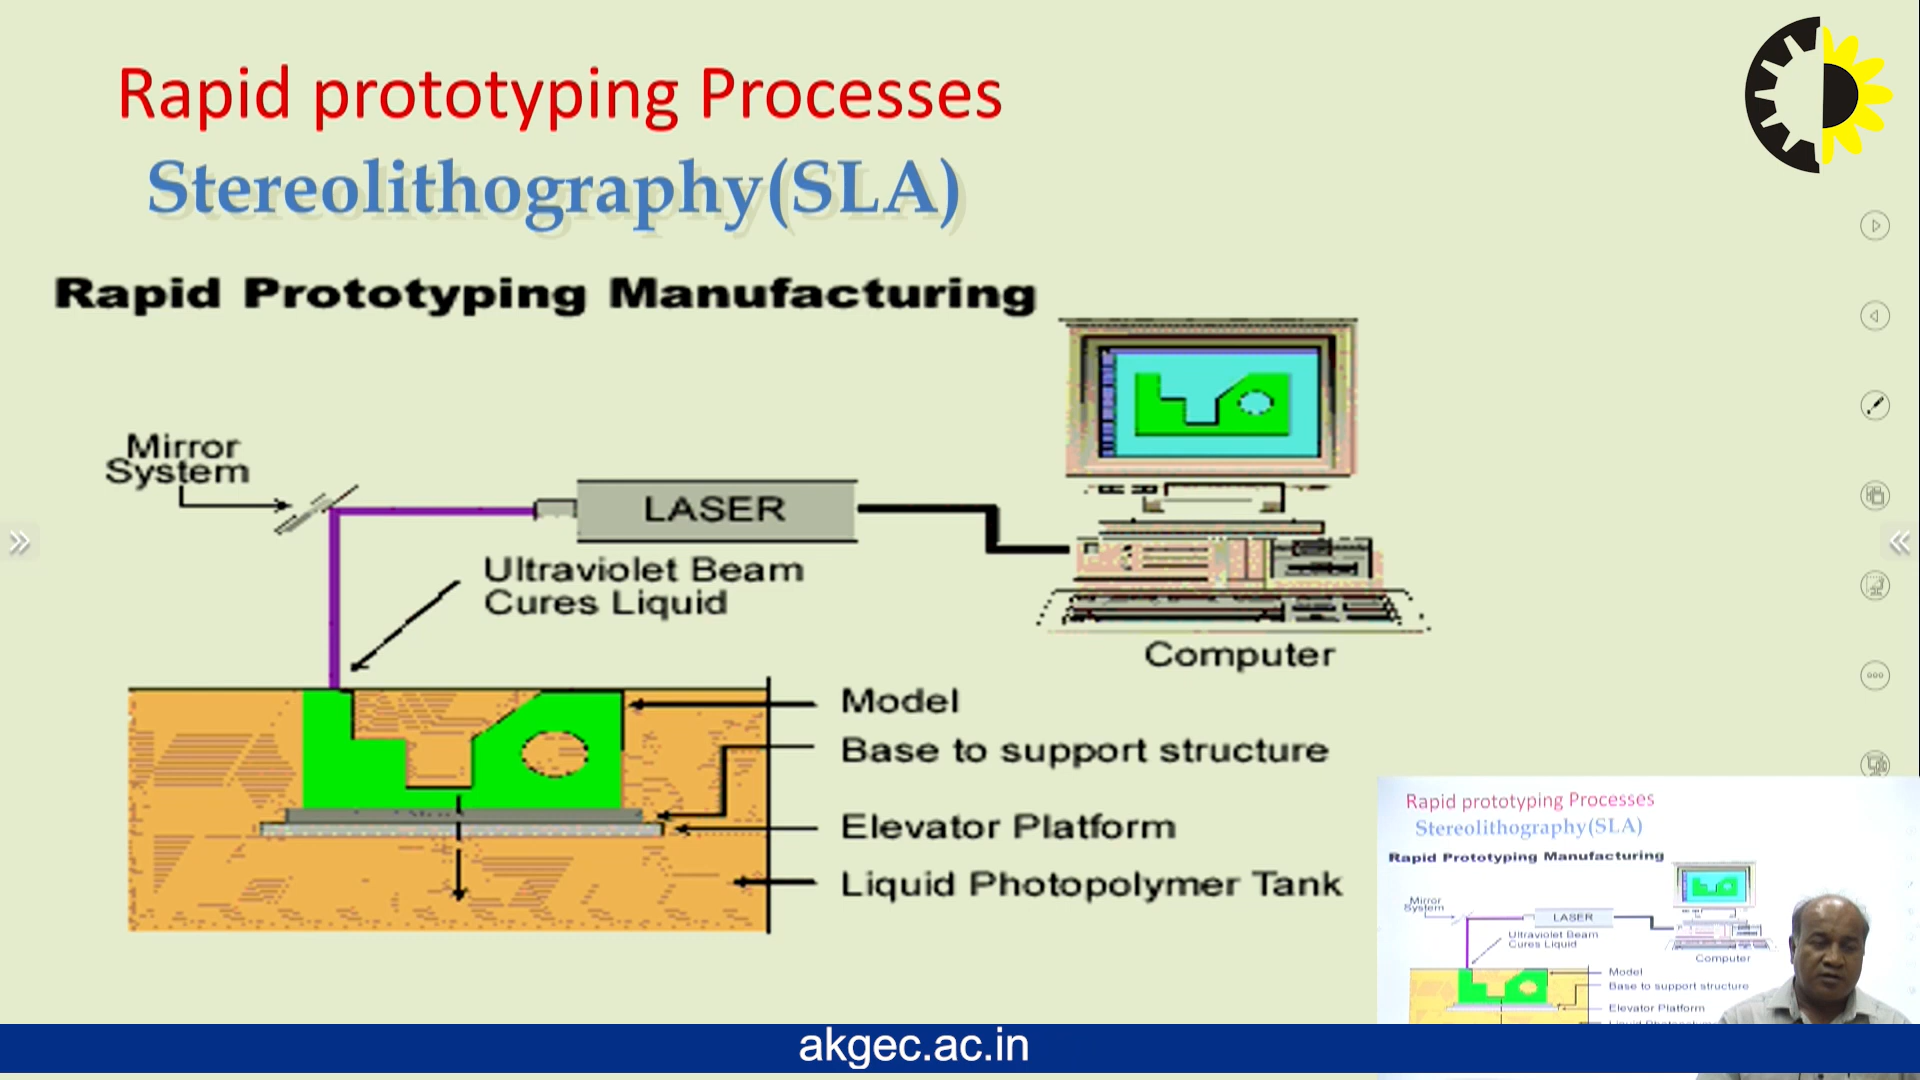 Rapid prototyping Processes
Stereolithography(SLA)
Rapid Prototyping Manufacturing
Mirror
System
LASER
Ultraviolet Beam
Cures Liquid
Computer
Model
Base to support structure
Elevator Platform
Liquid Photopolymer Tank
Rapid prototyping Processes
Stereolithography(SLA)
Rapid Prototyping Manufacturing
Mirror
System
LASER
Ultraviolet Beam
Cures Liquid
Computer
Model
Base to support structure
Elevator Platform
akgec.ac.in